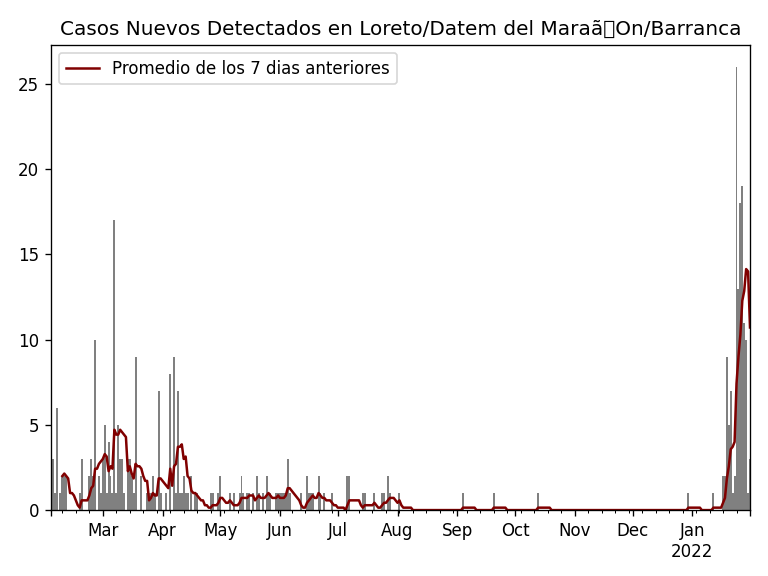 Casos Nuevos Detectados en Loreto/Datem del Maraã▯On/Barranca
Promedio de los 7 dias anteriores
25
20
15
10
5
0
Mar Apr May Jun Jul Aug Sep Oct Nov Dec Jan
2022